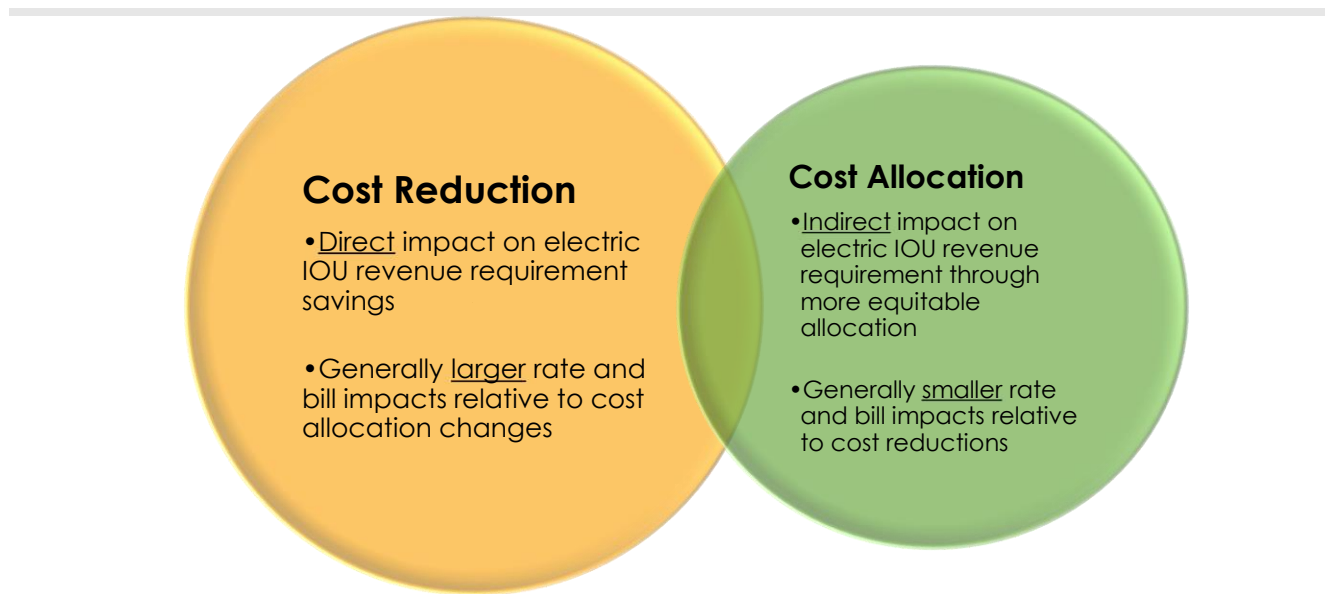 Cost Reduction
•Direct impact on electric
IOU revenue requirement
savings
•Generally larger rate and
bill impacts relative to cost
allocation changes
Cost Allocation
•Indirect impact on
electric IOU revenue
requirement through
more equitable
allocation
•Generally smaller rate
and bill impacts relative
to cost reductions